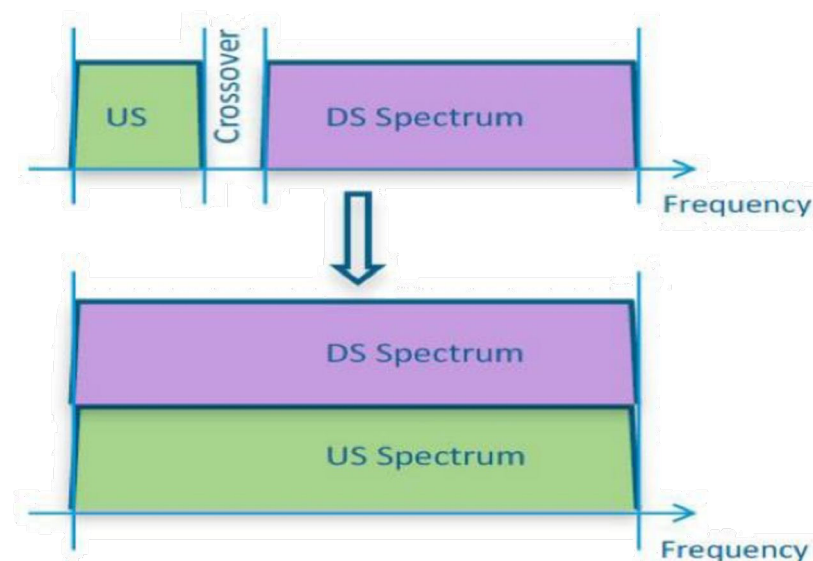 US
Crossover
DS Spectrum
Frequency
DS Spectrum
US Spectrum
Frequency